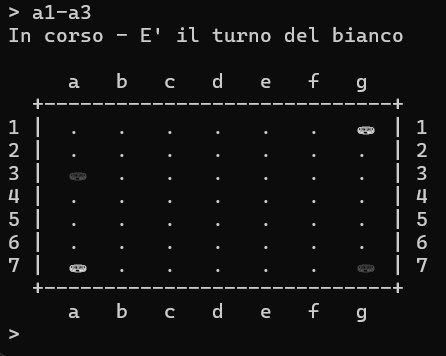 > a1-a3
In corso - E' il turno del bianco
a b c d e f g
+------------------------------+
1 | . . . . . . ⛂ | 1
2 | . . . . . . . | 2
3 | ⛂ . . . . . . | 3
4 | . . . . . . . | 4
5 | . . . . . . . | 5
6 | . . . . . . . | 6
7 | ⛂ . . . . . ⛂ | 7
+------------------------------+
a b c d e f g
>